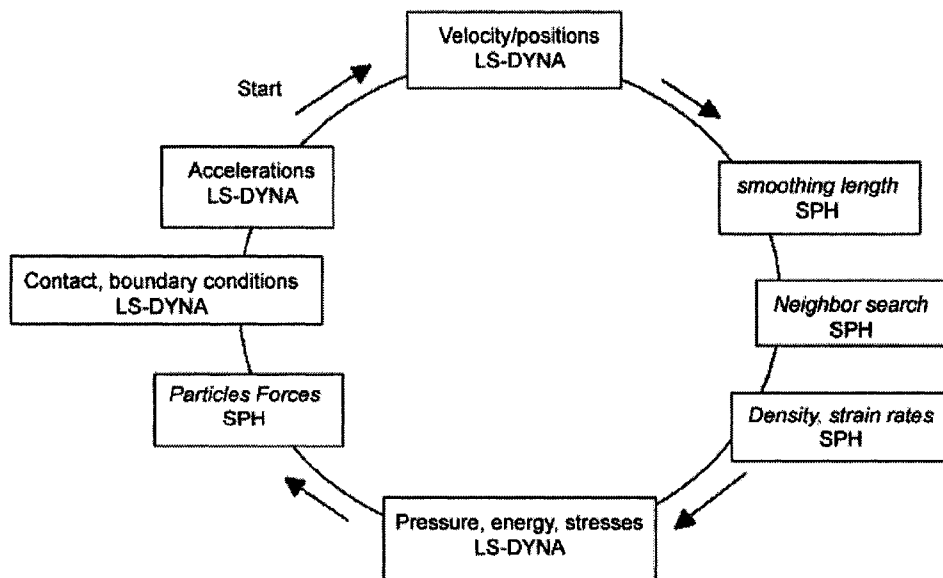 Velocity/positions
LS-DYNA
Start
Accelerations
LS-DYNA
smoothing length
SPH
Contact, boundary conditions
LS-DYNA
Neighbor search
SPH
Particles Forces
SPH
Density, strain rates
SPH
Pressure, energy, stresses
LS-DYNA